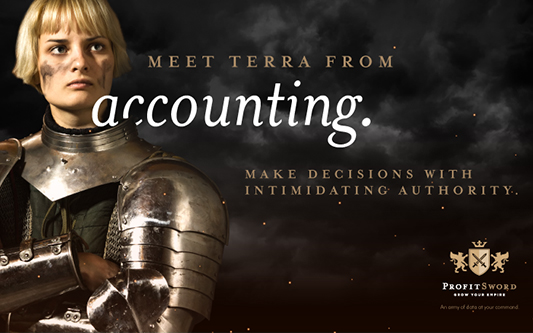 MEET TERRA FROM
accounting.
MAKE DECISIONS WITH
INTIMIDATING AUTHORITY.
PROFITSWORD
GROW YOUR EMPIRE
An army of data at your command.